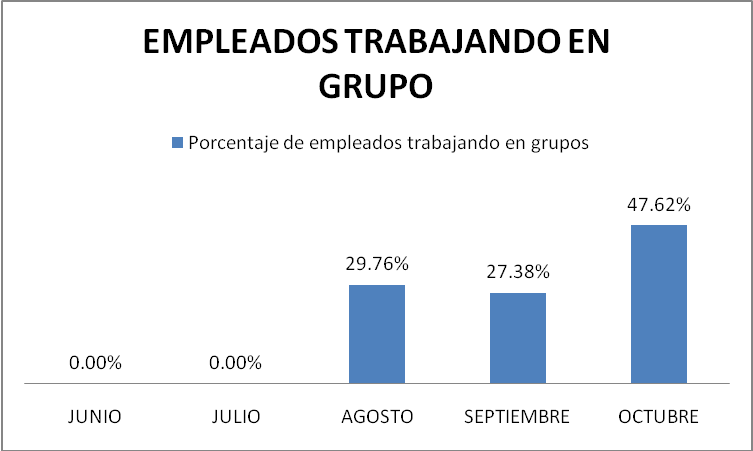 EMPLEADOS TRABAJANDO EN
GRUPO
Porcentaje de empleados trabajando en grupos
47.62%
29.76%
27.38%
0.00%
0.00%
JUNIO
JULIO
AGOSTO
SEPTIEMBRE
OCTUBRE